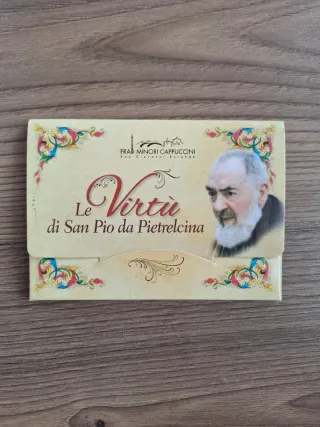 FRATI MINORI CAPPUCCINI
San Giovanni Rotondo
Le Virtù
di San Pio da Pietrelcina